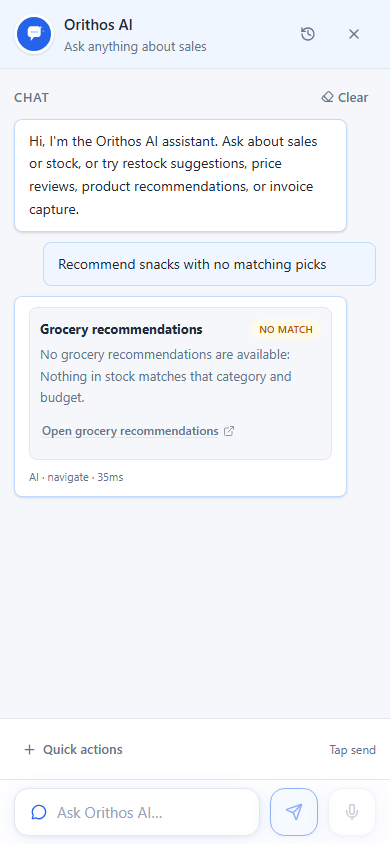 Orithos AI
Ask anything about sales
CHAT
Clear
Hi, I'm the Orithos AI assistant. Ask about sales
or stock, or try restock suggestions, price
reviews, product recommendations, or invoice
capture.
Recommend snacks with no matching picks
Grocery recommendations
NO MATCH
No grocery recommendations are available:
Nothing in stock matches that category and
budget.
Open grocery recommendations
AI · navigate · 35ms
Quick actions
Tap send
Ask Orithos AI...